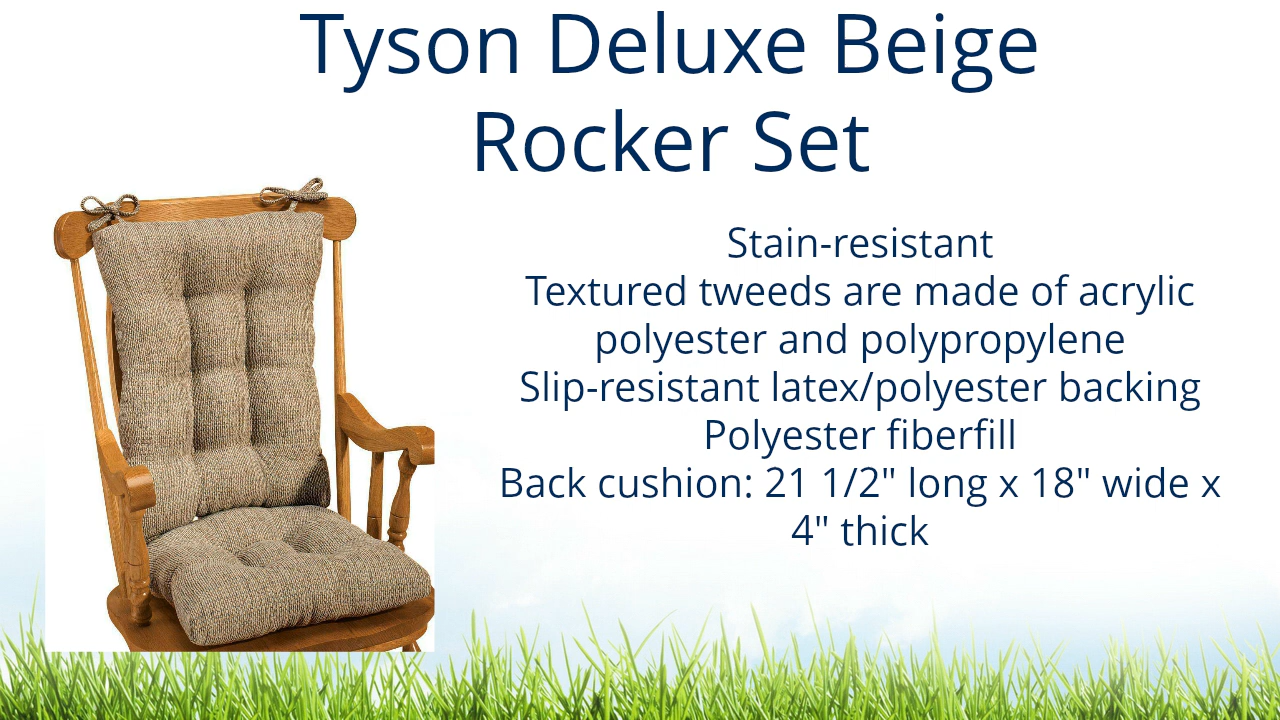 Tyson Deluxe Beige
Rocker Set
Stain-resistant
Textured tweeds are made of acrylic
polyester and polypropylene
Slip-resistant latex/polyester backing
Polyester fiberfill
Back cushion: 21 1/2" long x 18" wide x
4" thick